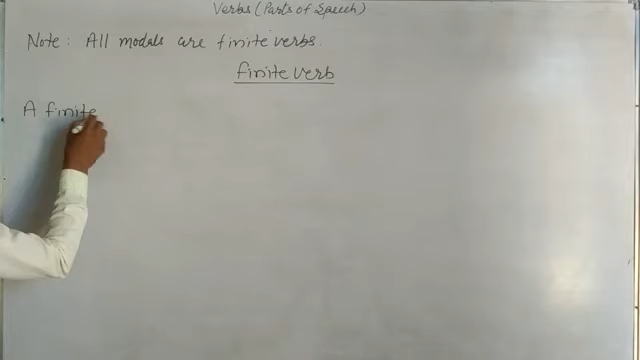 Verbs (Parts of Speech)
Note: All modals are finite verbs.
finite verb
A finite